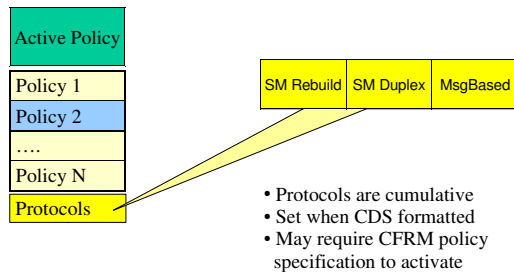 Active Policy
Policy 1
Policy 2
....
Policy N
Protocols
SM Rebuild SM Duplex MsgBased
• Protocols are cumulative
• Set when CDS formatted
• May require CFRM policy
specification to activate